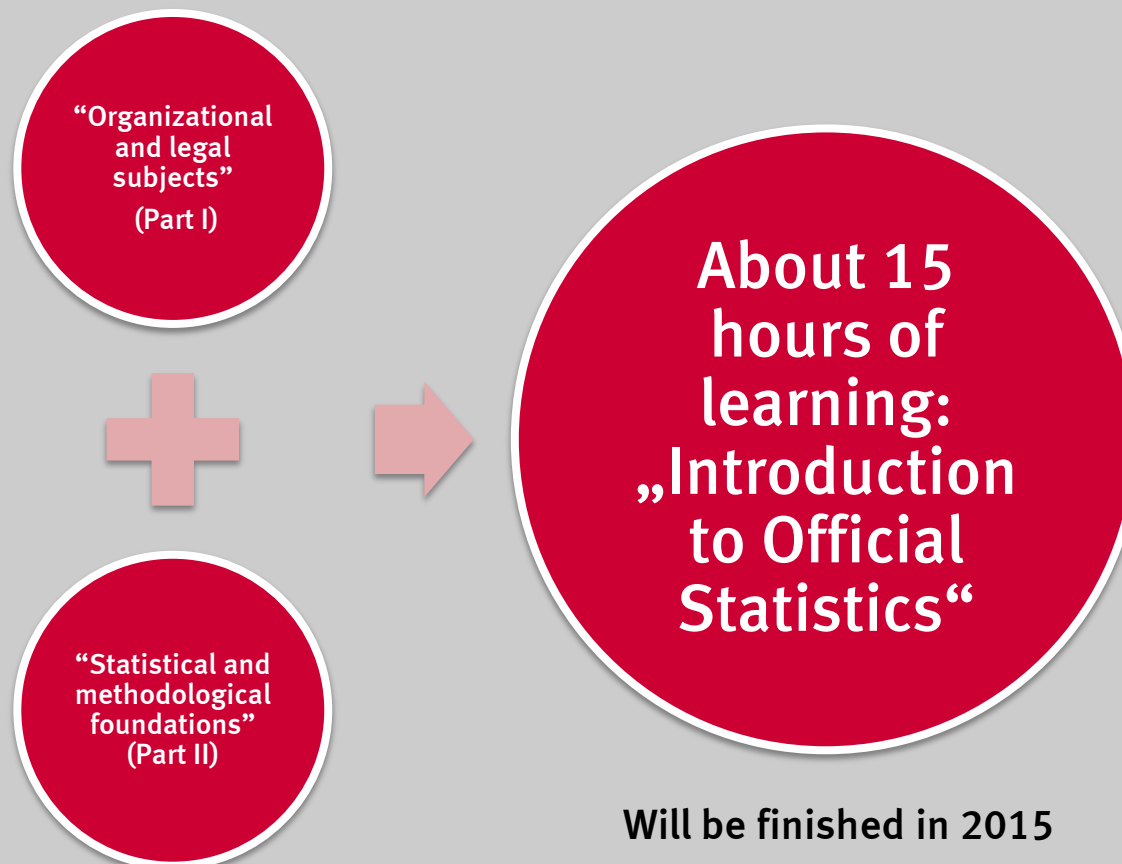 “Organizational
and legal
subjects”
(Part I)
“Statistical and
methodological
foundations”
(Part II)
About 15
hours of
learning:
„Introduction
to Official
Statistics“
Will be finished in 2015